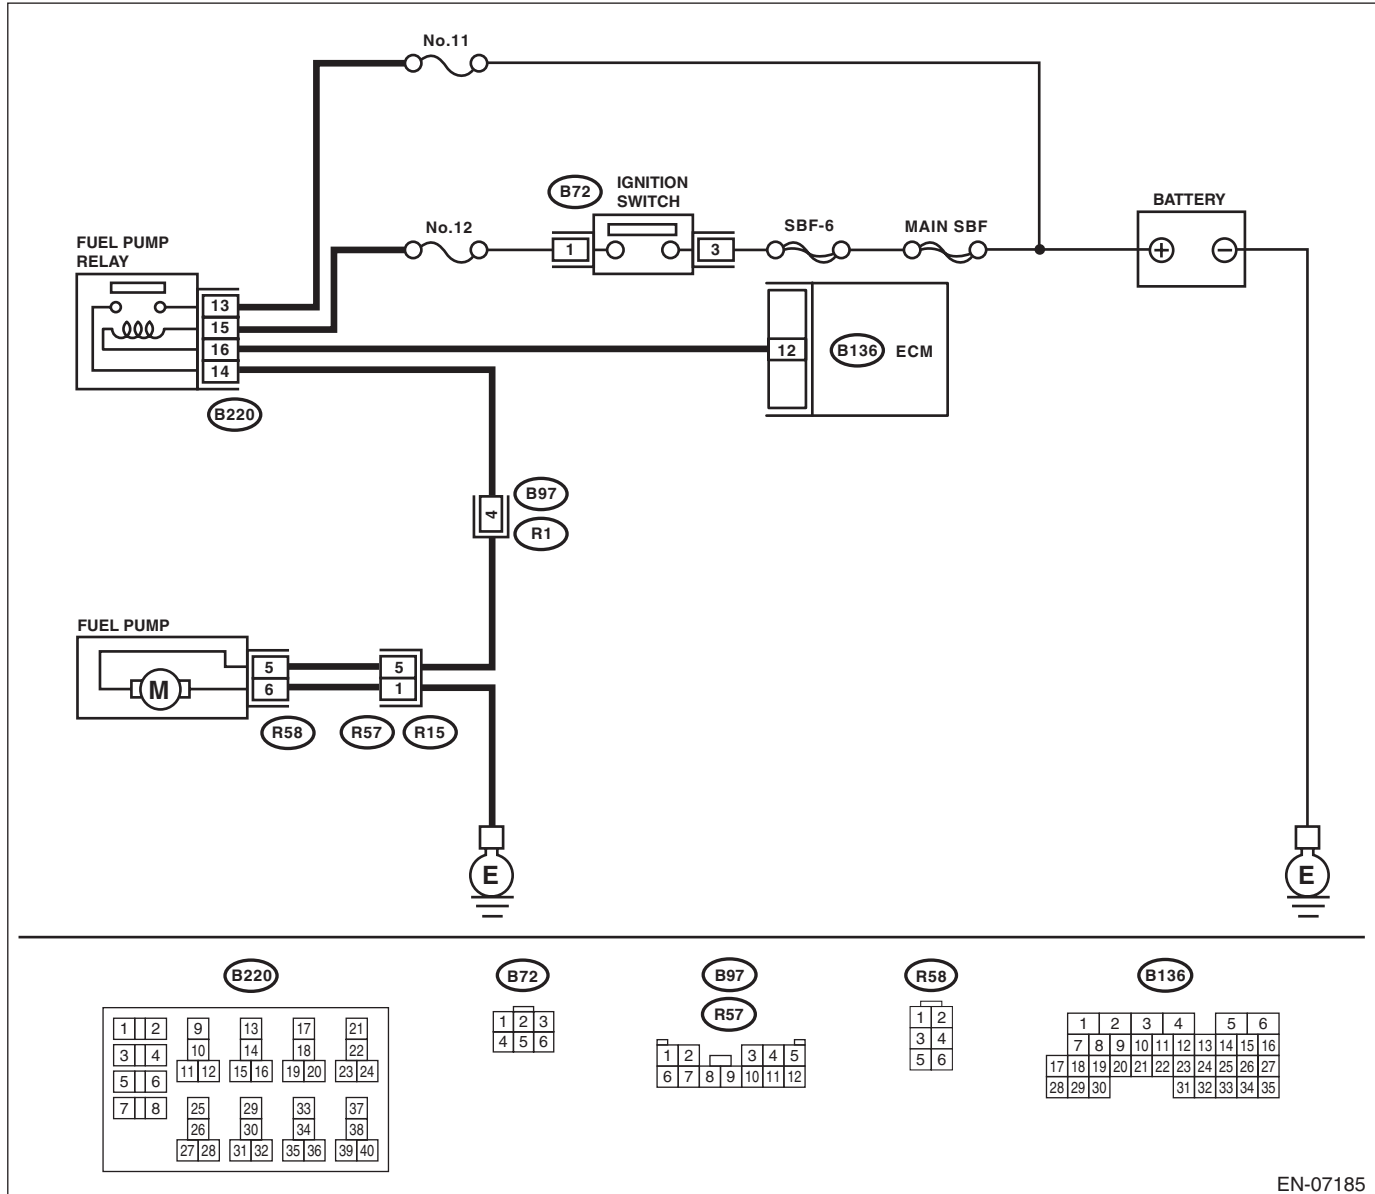 No.11
B72
IGNITION
SWITCH
No.12
1
3
SBF-6
MAIN SBF
BATTERY
+
−
FUEL PUMP
RELAY
13
15
16
14
B220
12
B136
ECM
4
B97
R1
FUEL PUMP
M
5
6
R58
5
1
R57
R15
E
E
B220
1 2
3 4
5 6
7 8
9
10
11 12
13
14
15 16
17
18
19 20
21
22
23 24
25
26
27 28
29
30
31 32
33
34
35 36
37
38
39 40
B72
1 2 3
4 5 6
B97
R57
1 2 3 4 5
6 7 8 9 10 11 12
R58
1 2
3 4
5 6
B136
1 2 3 4 5 6
7 8 9 10 11 12 13 14 15 16
17 18 19 20 21 22 23 24 25 26 27
28 29 30 31 32 33 34 35
EN-07185